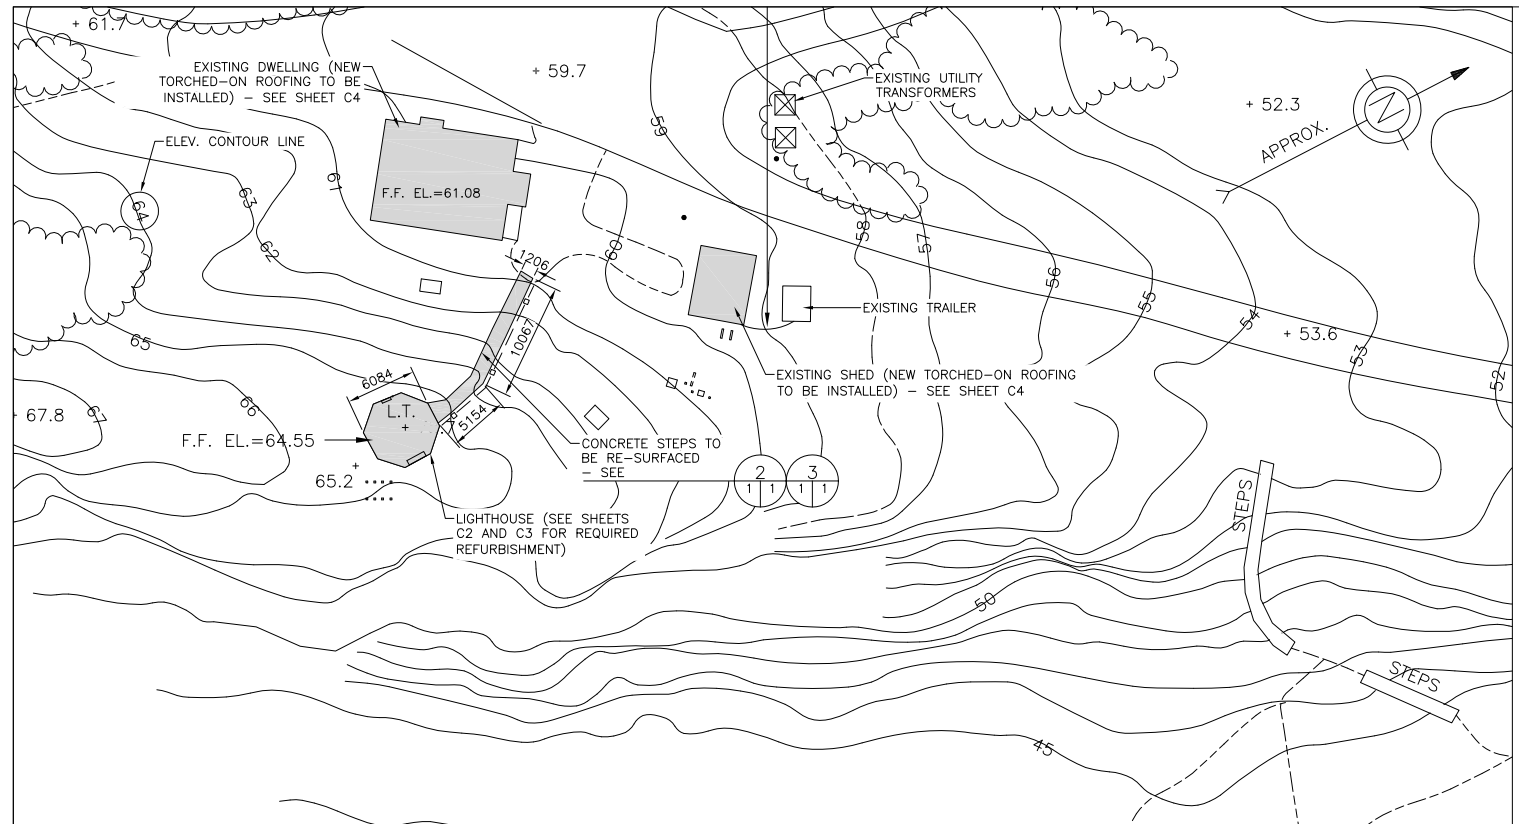 + 61.7
EXISTING DWELLING (NEW
TORCHED-ON ROOFING TO BE
INSTALLED) - SEE SHEET C4
+ 59.7
59
EXISTING UTILITY
TRANSFORMERS
+ 52.3
N
APPROX.
ELEV. CONTOUR LINE
64
63
62
61
F.F. EL.=61.08
60
58
57
56
55
54
53
52
1206
10067
EXISTING TRAILER
+ 53.6
65
6084
EXISTING SHED (NEW TORCHED-ON ROOFING
TO BE INSTALLED) - SEE SHEET C4
+ 67.8
67
66
L.T.
+
5154
F.F. EL.=64.55
CONCRETE STEPS TO
BE RE-SURFACED
- SEE
2
1 1
3
1 1
+
65.2
LIGHTHOUSE (SEE SHEETS
C2 AND C3 FOR REQUIRED
REFURBISHMENT)
STEPS
50
STEPS
45